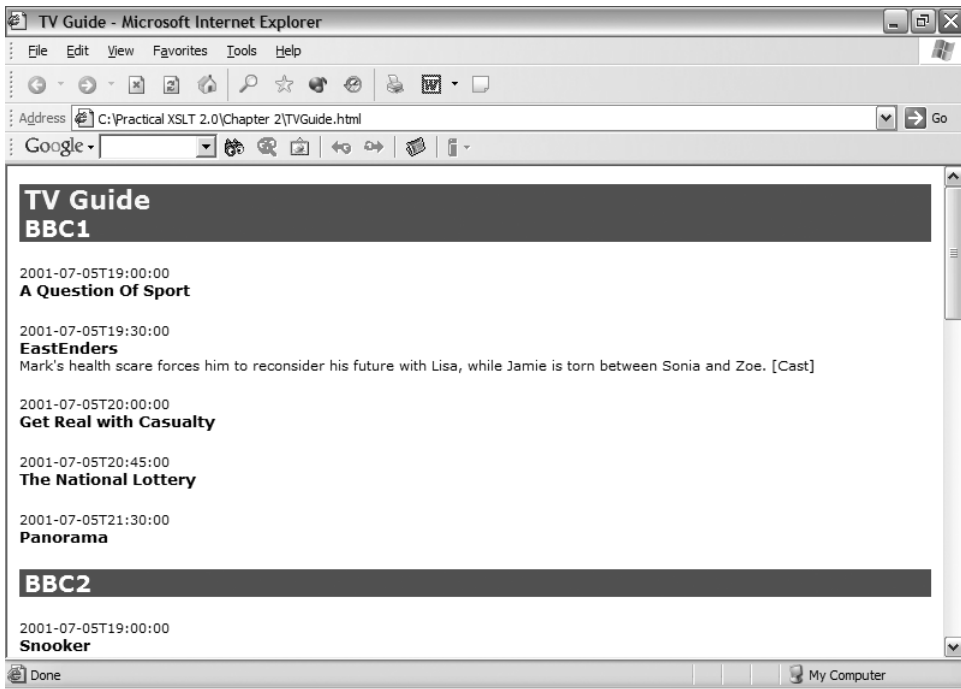 TV Guide - Microsoft Internet Explorer
File Edit View Favorites Tools Help
W
Address C:\Practical XSLT 2.0\Chapter 2\TVGuide.html Go
Google
TV Guide
BBC1
2001-07-05T19:00:00
A Question Of Sport
2001-07-05T19:30:00
EastEnders
Mark's health scare forces him to reconsider his future with Lisa, while Jamie is torn between Sonia and Zoe. [Cast]
2001-07-05T20:00:00
Get Real with Casualty
2001-07-05T20:45:00
The National Lottery
2001-07-05T21:30:00
Panorama
BBC2
2001-07-05T19:00:00
Snooker
Done My Computer